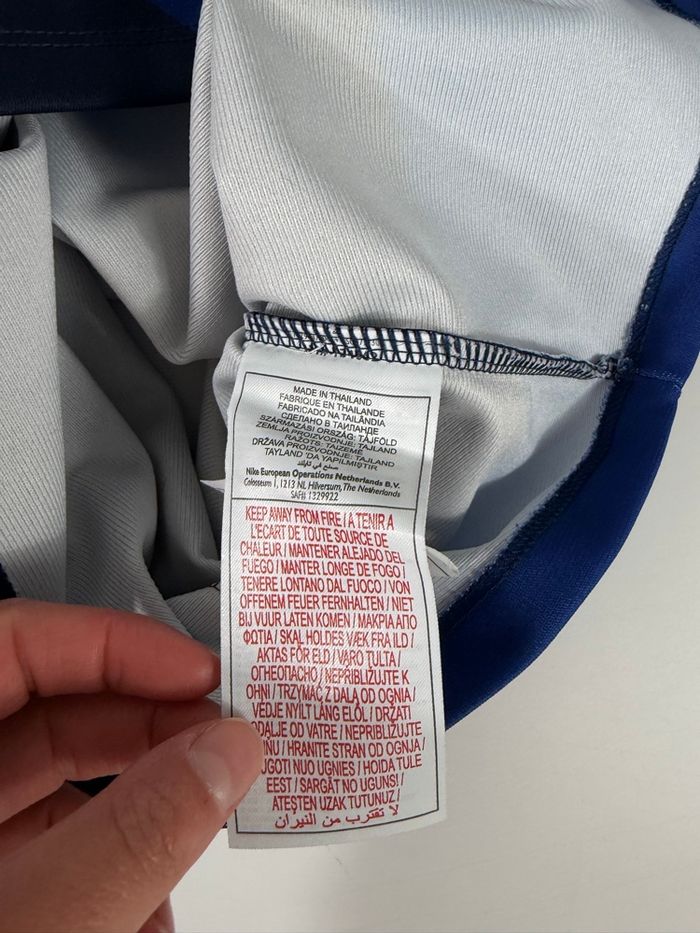 MADE IN THAILAND
FABRIQUE EN THAILANDE
FABRICADO NA TAILÂNDIA
СДЕЛАНО В ТАИЛАНДЕ
SZÁRMAZÁSI ORSZÁG: TÁJFÖLD
ZEMLJA PROIZVODNJE: TAJLAND
RAŽOTS: TAIZEMĒ
DRŽAVA PROIZVODNJE: TAJLAND
TAYLAND 'DA YAPILMIŞTIR
صنع في تايلند
Nike European Operations Netherlands B.V.
Colosseum 1, 1213 NL Hilversum, The Netherlands
SAF# 1329922
KEEP AWAY FROM FIRE / A TENIR A
L'ECART DE TOUTE SOURCE DE
CHALEUR / MANTENER ALEJADO DEL
FUEGO / MANTER LONGE DE FOGO /
TENERE LONTANO DAL FUOCO / VON
OFFENEM FEUER FERNHALTEN / NIET
BIJ VUUR LATEN KOMEN / ΜΑΚΡΙΑ ΑΠΟ
ΦΩΤΙΑ / SKAL HOLDES VÆK FRA ILD /
AKTAS FÖR ELD / VARO TULTA /
ОГНЕОПАСНО / NEPŘIBLIŽUJTE K
OHNI / TRZYMAĆ Z DALA OD OGNIA /
VÉDJE NYÍLT LÁNG ELŐL / DRŽATI
ODALJE OD VATRE / NEPRIBLIŽUJTE
/ HRANITE STRAN OD OGNJA /
UGOTI NUO UGNIES / HOIDA TULE
EEST / SARGĀT NO UGUNS! /
ATEŞTEN UZAK TUTUNUZ /
لا تقترب من النيران